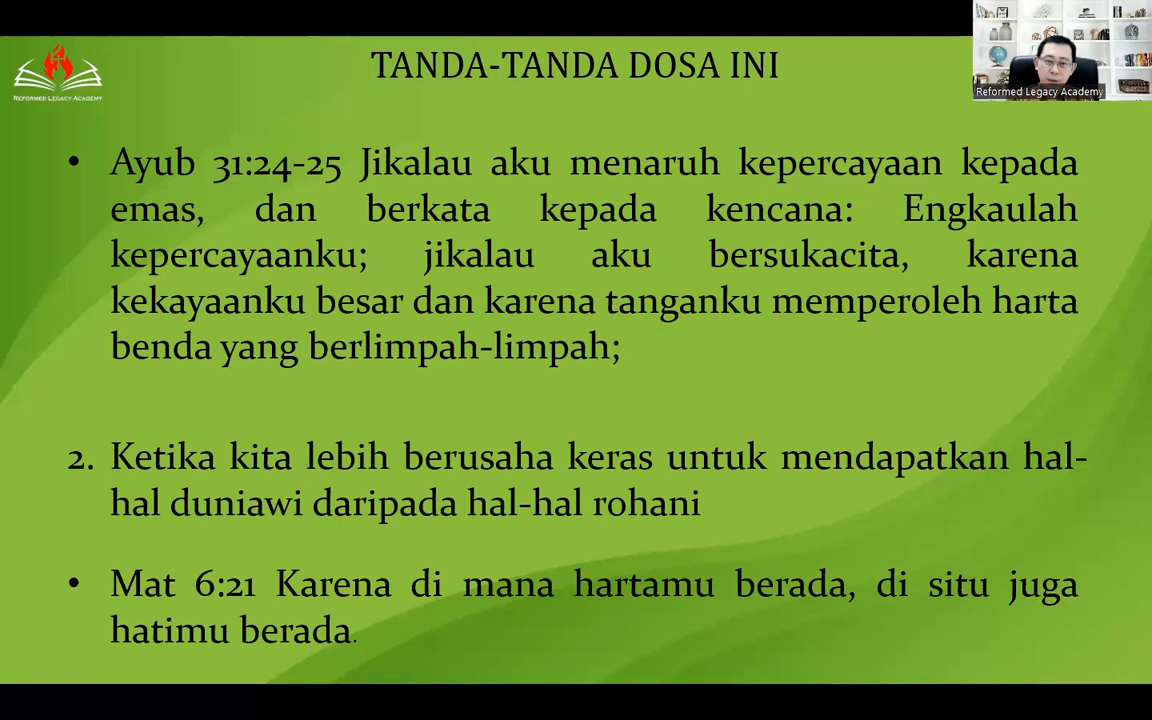 TANDA-TANDA DOSA INI
REFORMED LEGACY ACADEMY
Reformed Legacy Academy
• Ayub 31:24-25 Jikalau aku menaruh kepercayaan kepada
emas, dan berkata kepada kencana: Engkaulah
kepercayaanku; jikalau aku bersukacita, karena
kekayaanku besar dan karena tanganku memperoleh harta
benda yang berlimpah-limpah;
2. Ketika kita lebih berusaha keras untuk mendapatkan hal-
hal duniawi daripada hal-hal rohani
• Mat 6:21 Karena di mana hartamu berada, di situ juga
hatimu berada.